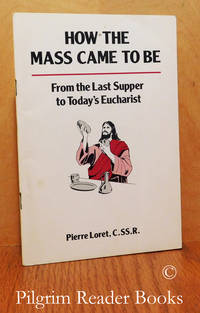 HOW THE
MASS CAME TO BE
From the Last Supper
to Today's Eucharist
Pierre Loret, C.SS.R.
©
Pilgrim Reader Books